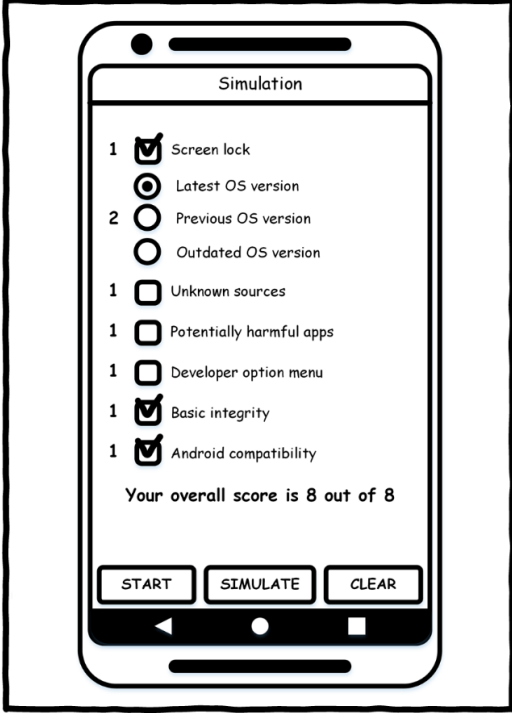 Simulation
1 Screen lock
Latest OS version
2 Previous OS version
Outdated OS version
1 Unknown sources
1 Potentially harmful apps
1 Developer option menu
1 Basic integrity
1 Android compatibility
Your overall score is 8 out of 8
START SIMULATE CLEAR